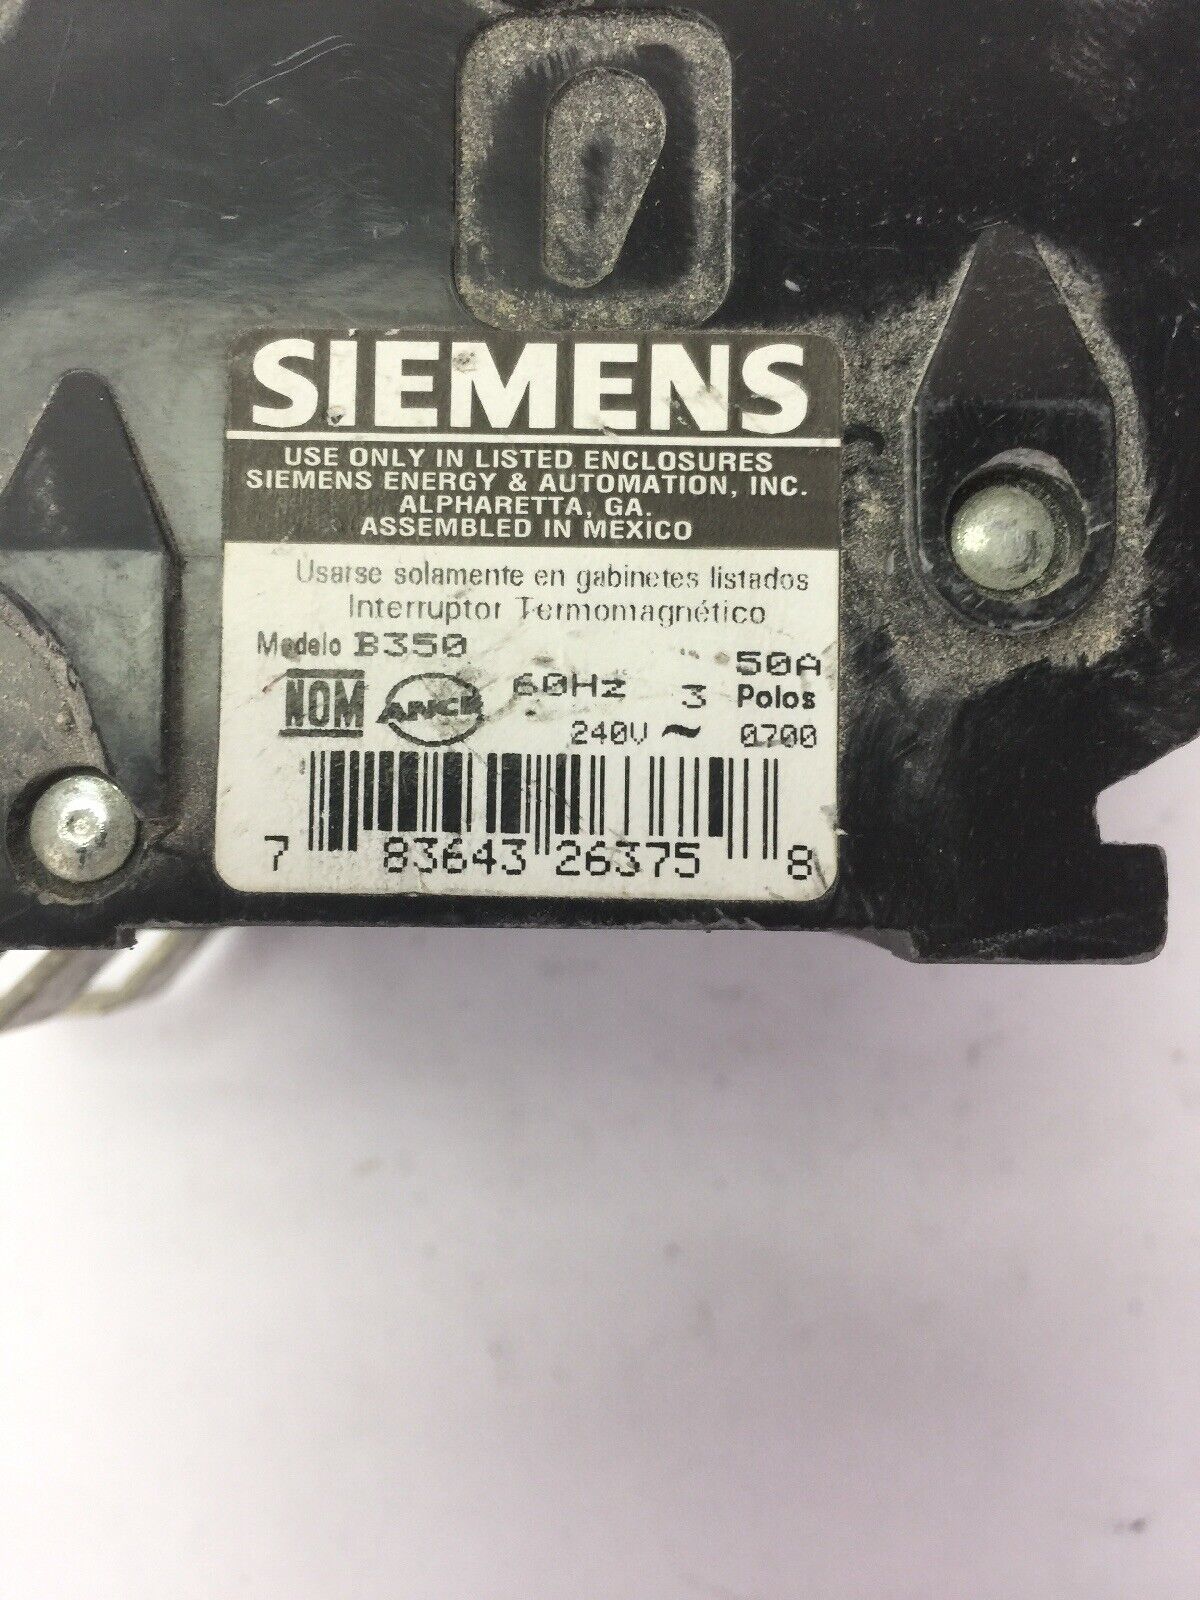 SIEMENS
USE ONLY IN LISTED ENCLOSURES
SIEMENS ENERGY & AUTOMATION, INC.
ALPHARETTA, GA.
ASSEMBLED IN MEXICO
Usarse solamente en gabinetes listados
Interruptor Termomagnético
Modelo B350
50A
NOM ANCE 60Hz 3 Polos
240V ~ 0700
7 83643 26375 8